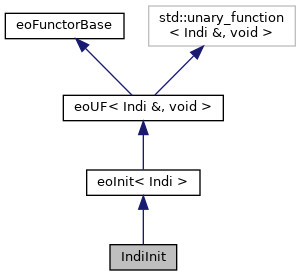 eoFunctorBase
std::unary_function
< Indi &, void >
eoUF< Indi &, void >
eoInit< Indi >
IndiInit